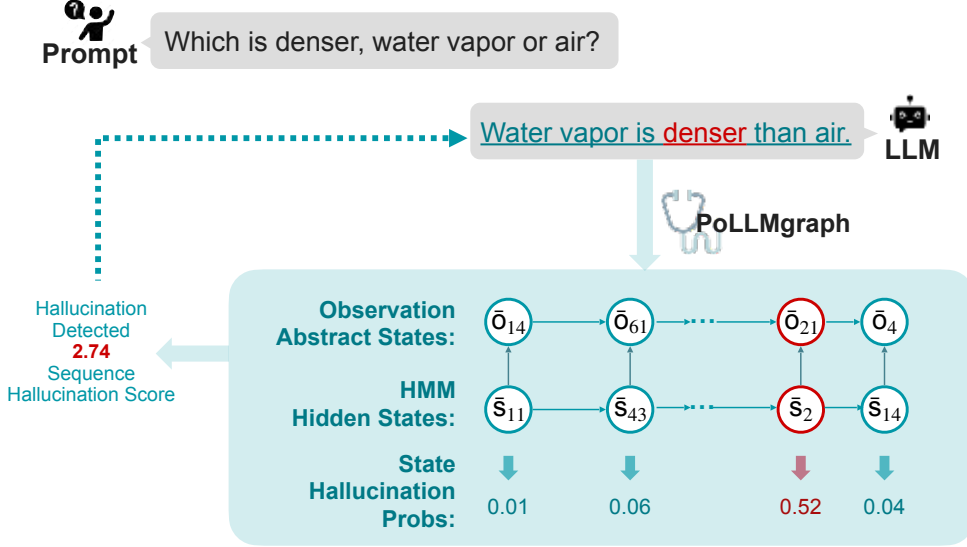 ?
Prompt
Which is denser, water vapor or air?
Water vapor is denser than air.
LLM
PoLLMgraph
Hallucination
Detected
2.74
Sequence
Hallucination Score
Observation
Abstract States:
ō₁₄ ō₆₁ ... ō₂₁ ō₄
HMM
Hidden States:
s̄₁₁ s̄₄₃ ... s̄₂ s̄₁₄
State
Hallucination
Probs:
0.01 0.06 0.52 0.04